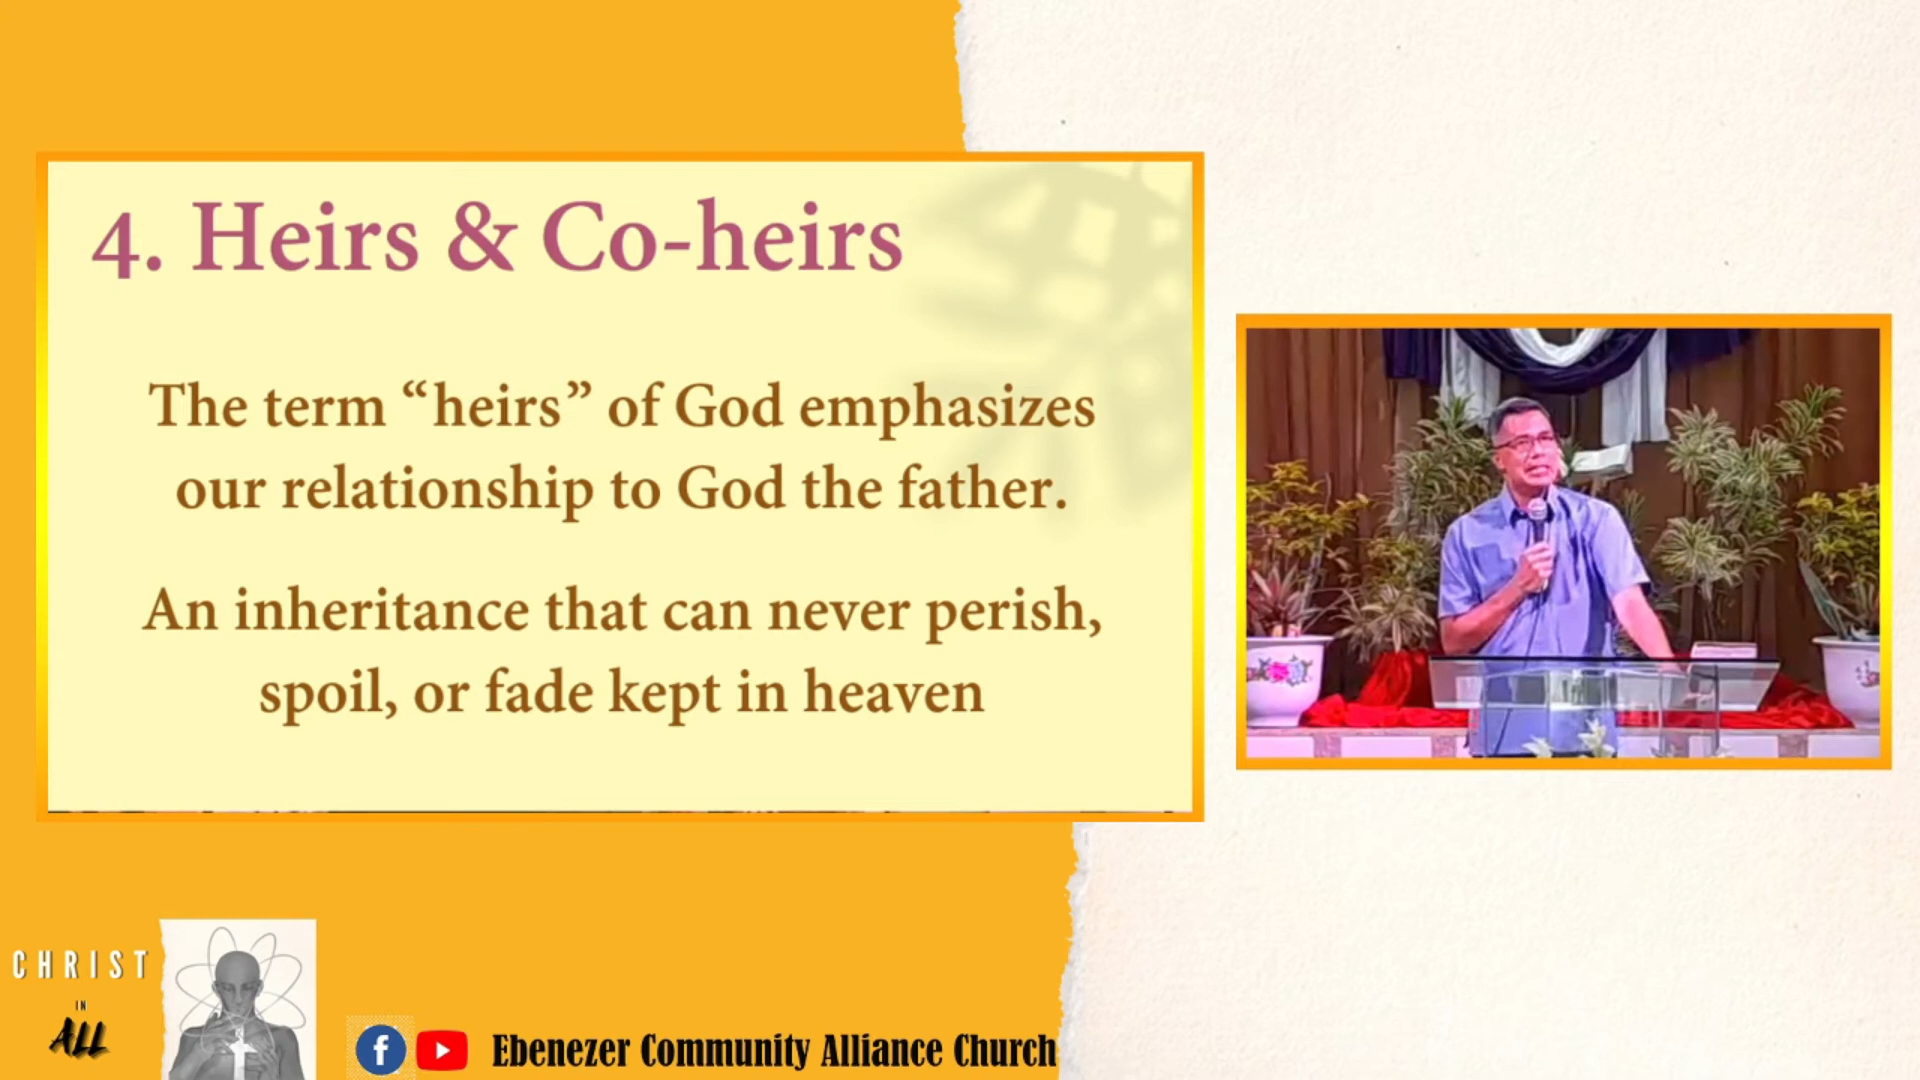 4. Heirs & Co-heirs
The term “heirs” of God emphasizes
our relationship to God the father.
An inheritance that can never perish,
spoil, or fade kept in heaven
CHRIST
IN
ALL
Ebenezer Community Alliance Church